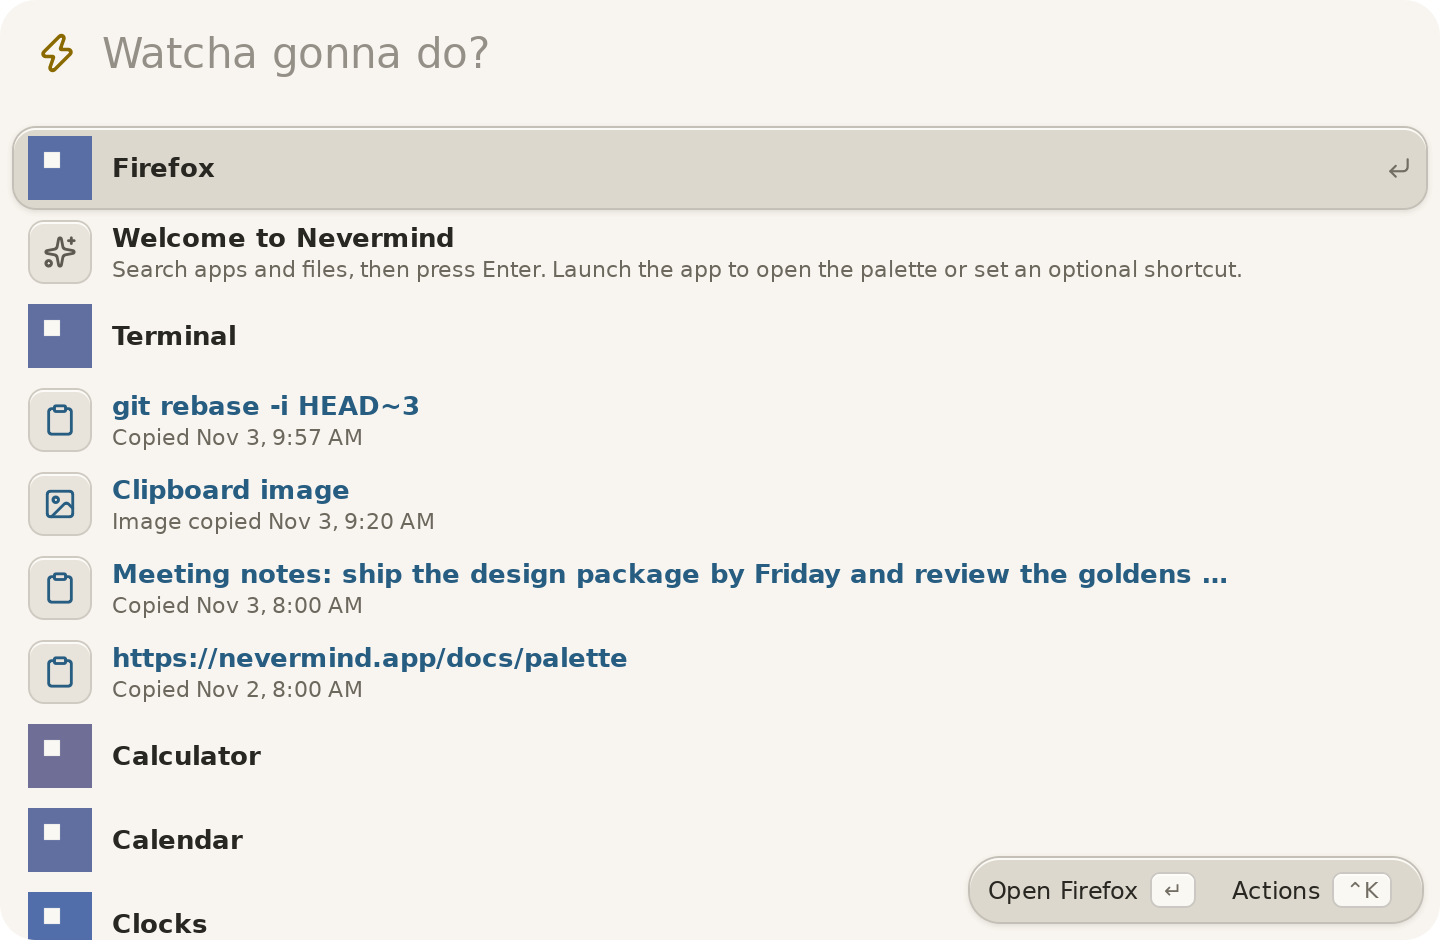 Watcha gonna do?
Firefox
Welcome to Nevermind
Search apps and files, then press Enter. Launch the app to open the palette or set an optional shortcut.
Terminal
git rebase -i HEAD~3
Copied Nov 3, 9:57 AM
Clipboard image
Image copied Nov 3, 9:20 AM
Meeting notes: ship the design package by Friday and review the goldens ...
Copied Nov 3, 8:00 AM
https://nevermind.app/docs/palette
Copied Nov 2, 8:00 AM
Calculator
Calendar
Clocks
Open Firefox ↵ Actions ^K